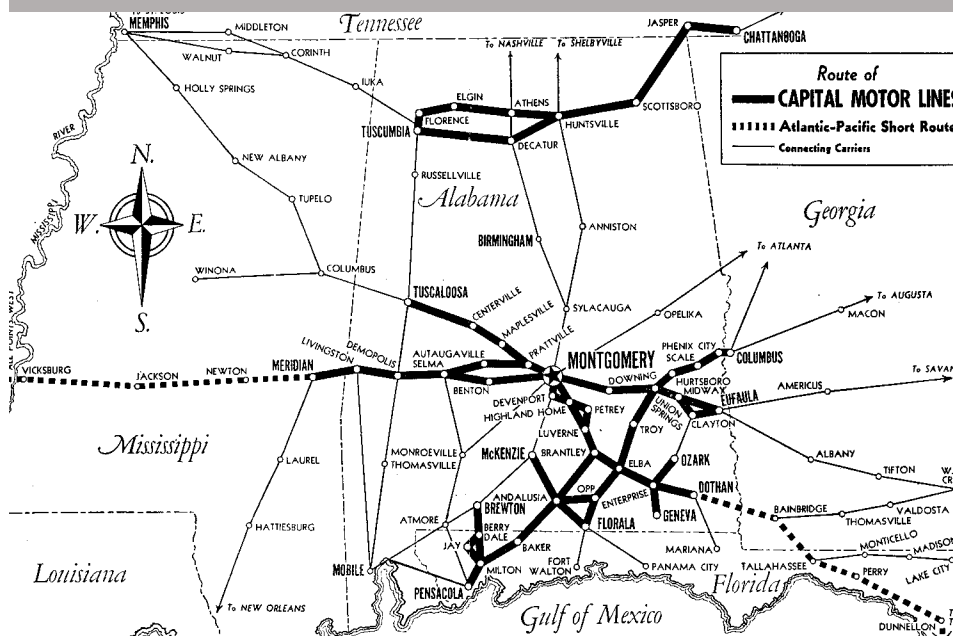 MEMPHIS
Tennessee
JASPER
CHATTANOOGA
MIDDLETON
WALNUT
CORINTH
To NASHVILLE
To SHELBYVILLE
IUKA
HOLLY SPRINGS
ELGIN
FLORENCE
ATHENS
SCOTTSBORO
TUSCUMBIA
HUNTSVILLE
DECATUR
Route of
CAPITAL MOTOR LINES
Atlantic-Pacific Short Route
Connecting Carriers
RIVER
MISSISSIPPI
N.
W.
E.
S.
NEW ALBANY
RUSSELLVILLE
TUPELO
Alabama
Georgia
BIRMINGHAM
ANNISTON
To ATLANTA
WINONA
COLUMBUS
TUSCALOOSA
CENTERVILLE
MAPLESVILLE
SYLACAUGA
OPELIKA
To AUGUSTA
MACON
ALL POINTS WEST
PRATTVILLE
PHENIX CITY
SCALE
COLUMBUS
LIVINGSTON
DEMOPOLIS
AUTAUGAVILLE
SELMA
MONTGOMERY
VICKSBURG
JACKSON
NEWTON
MERIDIAN
BENTON
DOWNING
HURTSBORO
MIDWAY
EUFAULA
AMERICUS
DEVENPORT
HIGHLAND HOME
PETREY
UNION SPRINGS
CLAYTON
LUVERNE
TROY
Mississippi
LAUREL
MONROEVILLE
THOMASVILLE
McKENZIE
BRANTLEY
ELBA
OZARK
ALBANY
TIFTON
ANDALUSIA
OPP
ENTERPRISE
DOTHAN
HATTIESBURG
ATMORE
BREWTON
FLORALA
GENEVA
BAINBRIDGE
THOMASVILLE
VALDOSTA
BERRY
DALE
JAY
BAKER
MARIANA
MONTICELLO
MADISON
Louisiana
MOBILE
MILTON
FORT
WALTON
PANAMA CITY
TALLAHASSEE
PERRY
LAKE CITY
PENSACOLA
Florida
To NEW ORLEANS
Gulf of Mexico
DUNNELLON